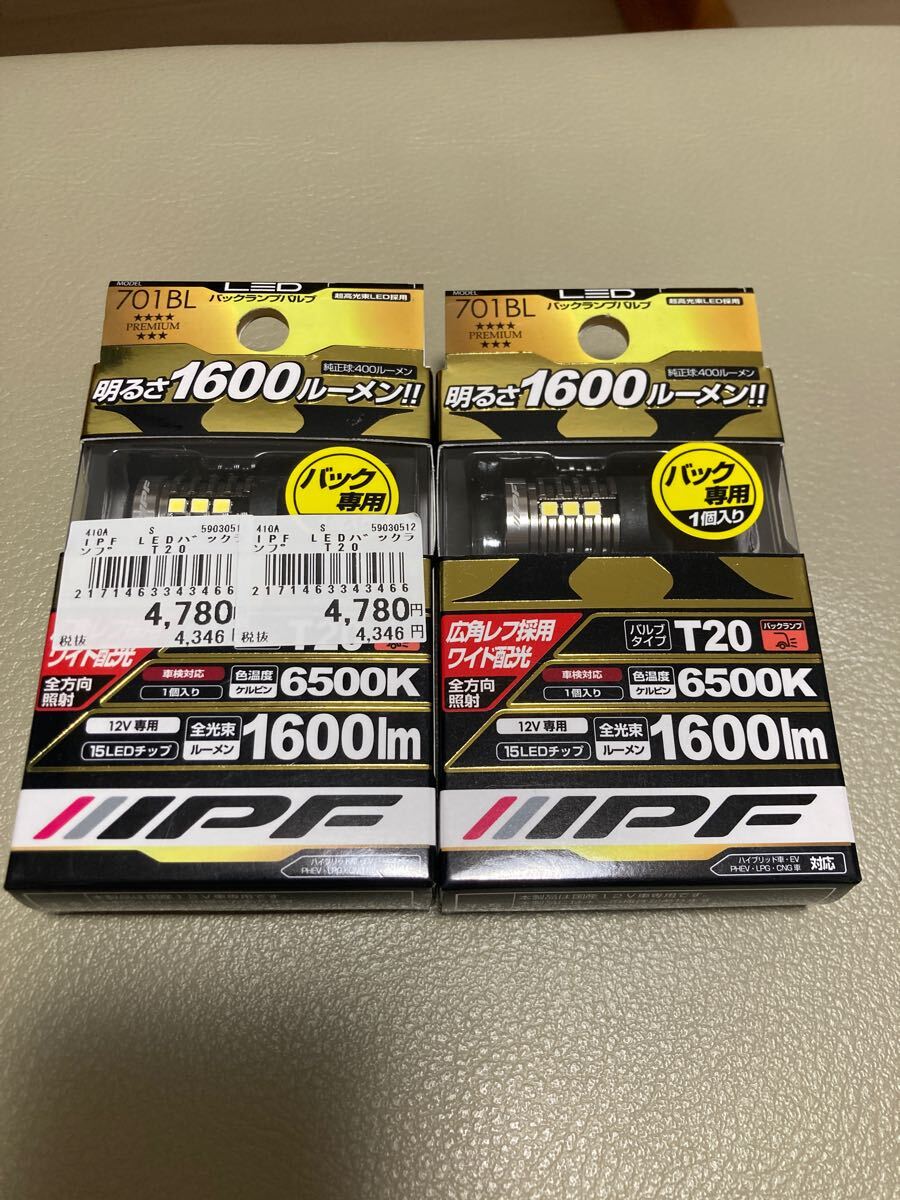 MODEL
701BL
★★★★
PREMIUM
★★★
LED
バックランプバルブ
超高光束LED採用
純正球:400ルーメン
明るさ1600ルーメン!!
バック
専用
IPF
410A S 59030512
IPF LEDバックラ
ンプ T20
2171463343466
4,780
税抜 4,346
410A S 59030512
IPF LEDバックラ
ンプ T20
2171463343466
4,780円
税抜 4,346円
ワイド配光
T20
全方向
照射
車検対応
1個入り
色温度
ケルビン
6500K
12V専用
15LEDチップ
全光束
ルーメン
1600lm
IPF
MODEL
701BL
★★★★
PREMIUM
★★★
LED
バックランプバルブ
超高光束LED採用
純正球:400ルーメン
明るさ1600ルーメン!!
IPF
バック
専用
1個入り
広角レフ採用
ワイド配光
バルブ
タイプ
T20
バックランプ
全方向
照射
車検対応
1個入り
色温度
ケルビン
6500K
12V専用
15LEDチップ
全光束
ルーメン
1600lm
IPF
ハイブリッド車・EV
PHEV・LPG・CNG車
対応